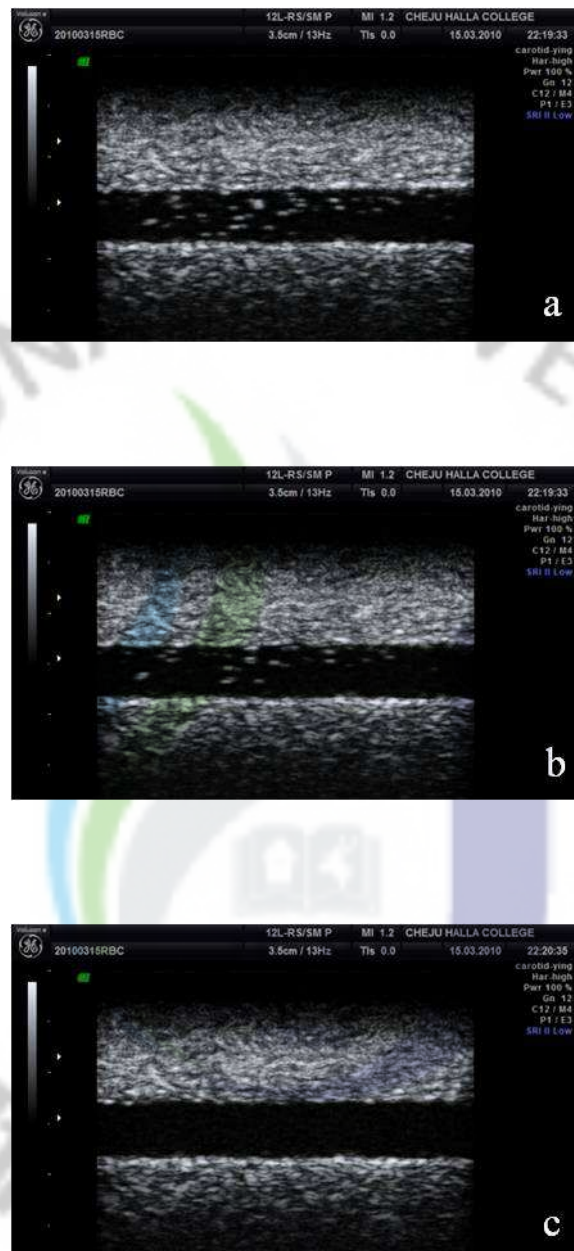 Voluson e
12L-RS/SM P MI 1.2 CHEJU HALLA COLLEGE
20100315RBC 3.5cm / 13Hz TIs 0.0 15.03.2010 22:19:33
carotid-ying
Har-high
Pwr 100 %
Gn 12
C12 / M4
P1 / E3
SRI II Low
a
Voluson e
12L-RS/SM P MI 1.2 CHEJU HALLA COLLEGE
20100315RBC 3.5cm / 13Hz TIs 0.0 15.03.2010 22:19:33
carotid-ying
Har-high
Pwr 100 %
Gn 12
C12 / M4
P1 / E3
SRI II Low
b
Voluson e
12L-RS/SM P MI 1.2 CHEJU HALLA COLLEGE
20100315RBC 3.5cm / 13Hz TIs 0.0 15.03.2010 22:20:35
carotid-ying
Har-high
Pwr 100 %
Gn 12
C12 / M4
P1 / E3
SRI II Low
c